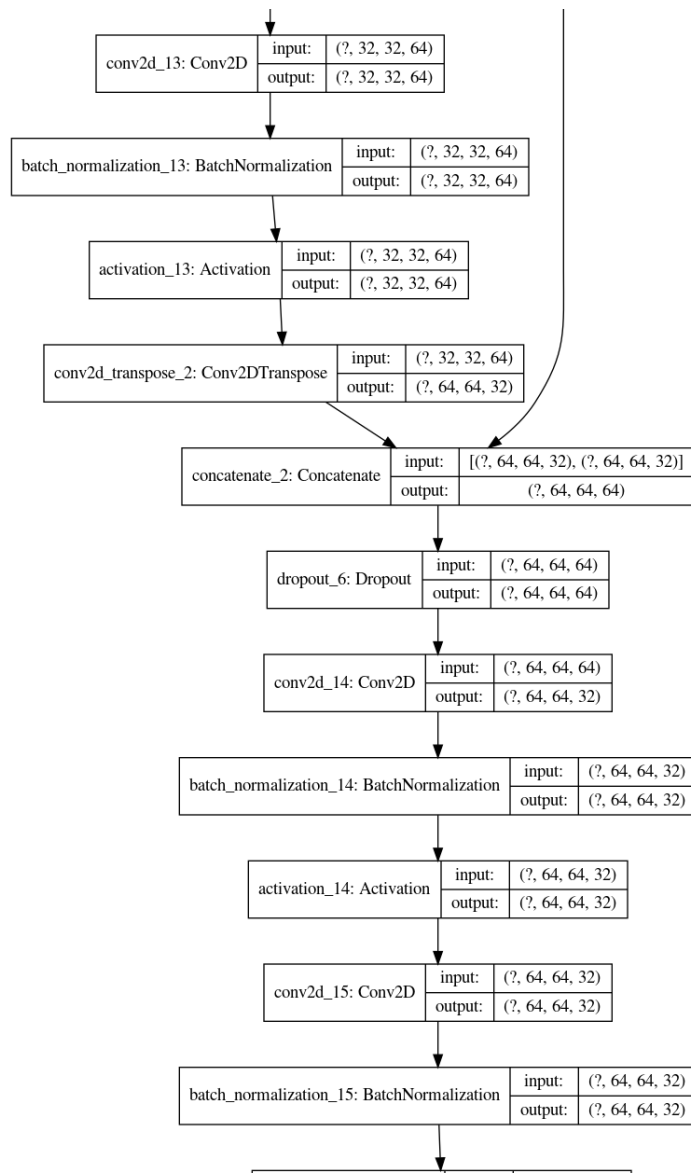 conv2d_13: Conv2D
input: (?, 32, 32, 64)
output: (?, 32, 32, 64)
batch_normalization_13: BatchNormalization
input: (?, 32, 32, 64)
output: (?, 32, 32, 64)
activation_13: Activation
input: (?, 32, 32, 64)
output: (?, 32, 32, 64)
conv2d_transpose_2: Conv2DTranspose
input: (?, 32, 32, 64)
output: (?, 64, 64, 32)
concatenate_2: Concatenate
input: [(?, 64, 64, 32), (?, 64, 64, 32)]
output: (?, 64, 64, 64)
dropout_6: Dropout
input: (?, 64, 64, 64)
output: (?, 64, 64, 64)
conv2d_14: Conv2D
input: (?, 64, 64, 64)
output: (?, 64, 64, 32)
batch_normalization_14: BatchNormalization
input: (?, 64, 64, 32)
output: (?, 64, 64, 32)
activation_14: Activation
input: (?, 64, 64, 32)
output: (?, 64, 64, 32)
conv2d_15: Conv2D
input: (?, 64, 64, 32)
output: (?, 64, 64, 32)
batch_normalization_15: BatchNormalization
input: (?, 64, 64, 32)
output: (?, 64, 64, 32)